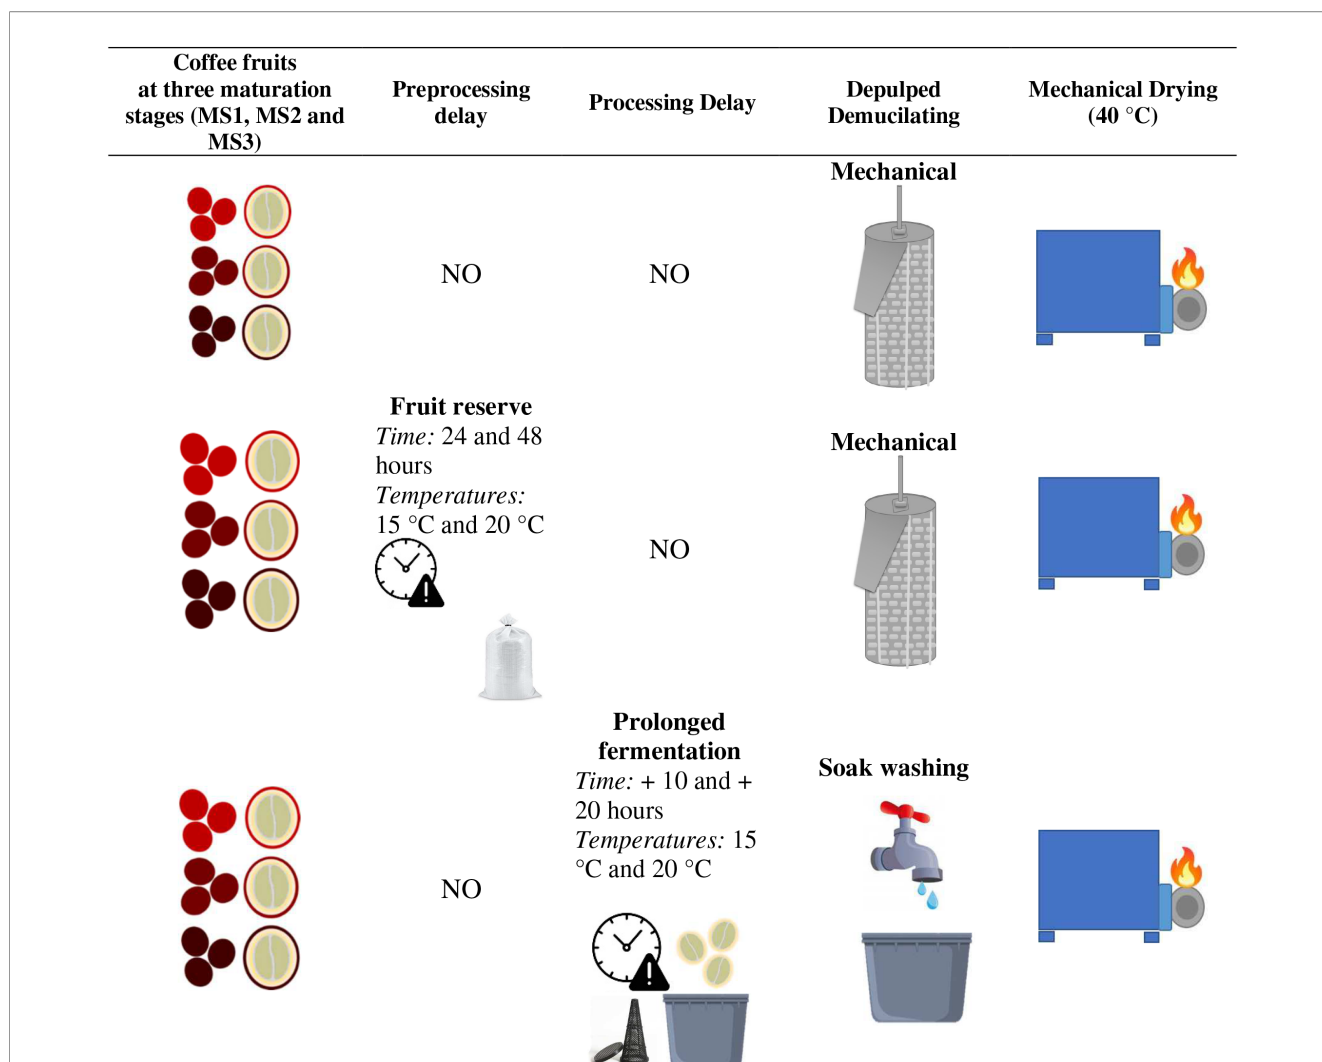 Coffee fruits
at three maturation
stages (MS1, MS2 and
MS3)
Preprocessing
delay
Processing Delay
Depulped
Demucilating
Mechanical Drying
(40 °C)
NO
NO
Mechanical
Fruit reserve
Time: 24 and 48
hours
Temperatures:
15 °C and 20 °C
NO
Mechanical
NO
Prolonged
fermentation
Time: + 10 and +
20 hours
Temperatures: 15
°C and 20 °C
Soak washing